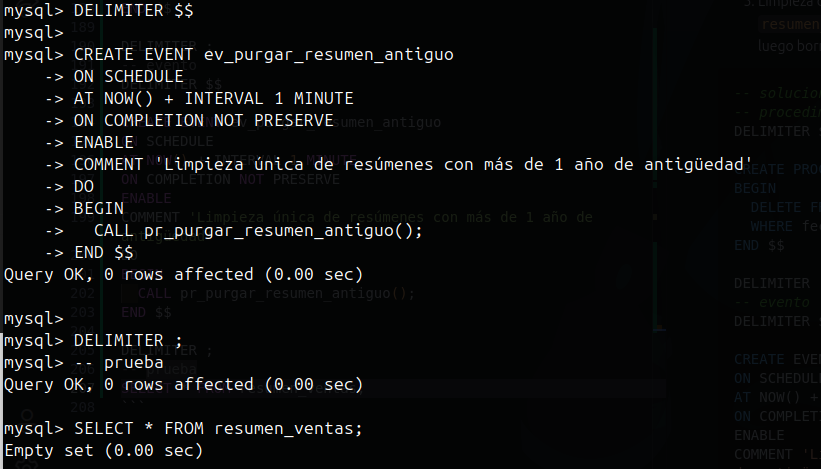 mysql> DELIMITER $$
mysql>
mysql> CREATE EVENT ev_purgar_resumen_antiguo
    -> ON SCHEDULE
    -> AT NOW() + INTERVAL 1 MINUTE
    -> ON COMPLETION NOT PRESERVE
    -> ENABLE
    -> COMMENT 'Limpieza única de resúmenes con más de 1 año de antigüedad'
    -> DO
    -> BEGIN
    ->   CALL pr_purgar_resumen_antiguo();
    -> END $$
Query OK, 0 rows affected (0.00 sec)

mysql>
mysql> DELIMITER ;
mysql> -- prueba
Query OK, 0 rows affected (0.00 sec)

mysql> SELECT * FROM resumen_ventas;
Empty set (0.00 sec)